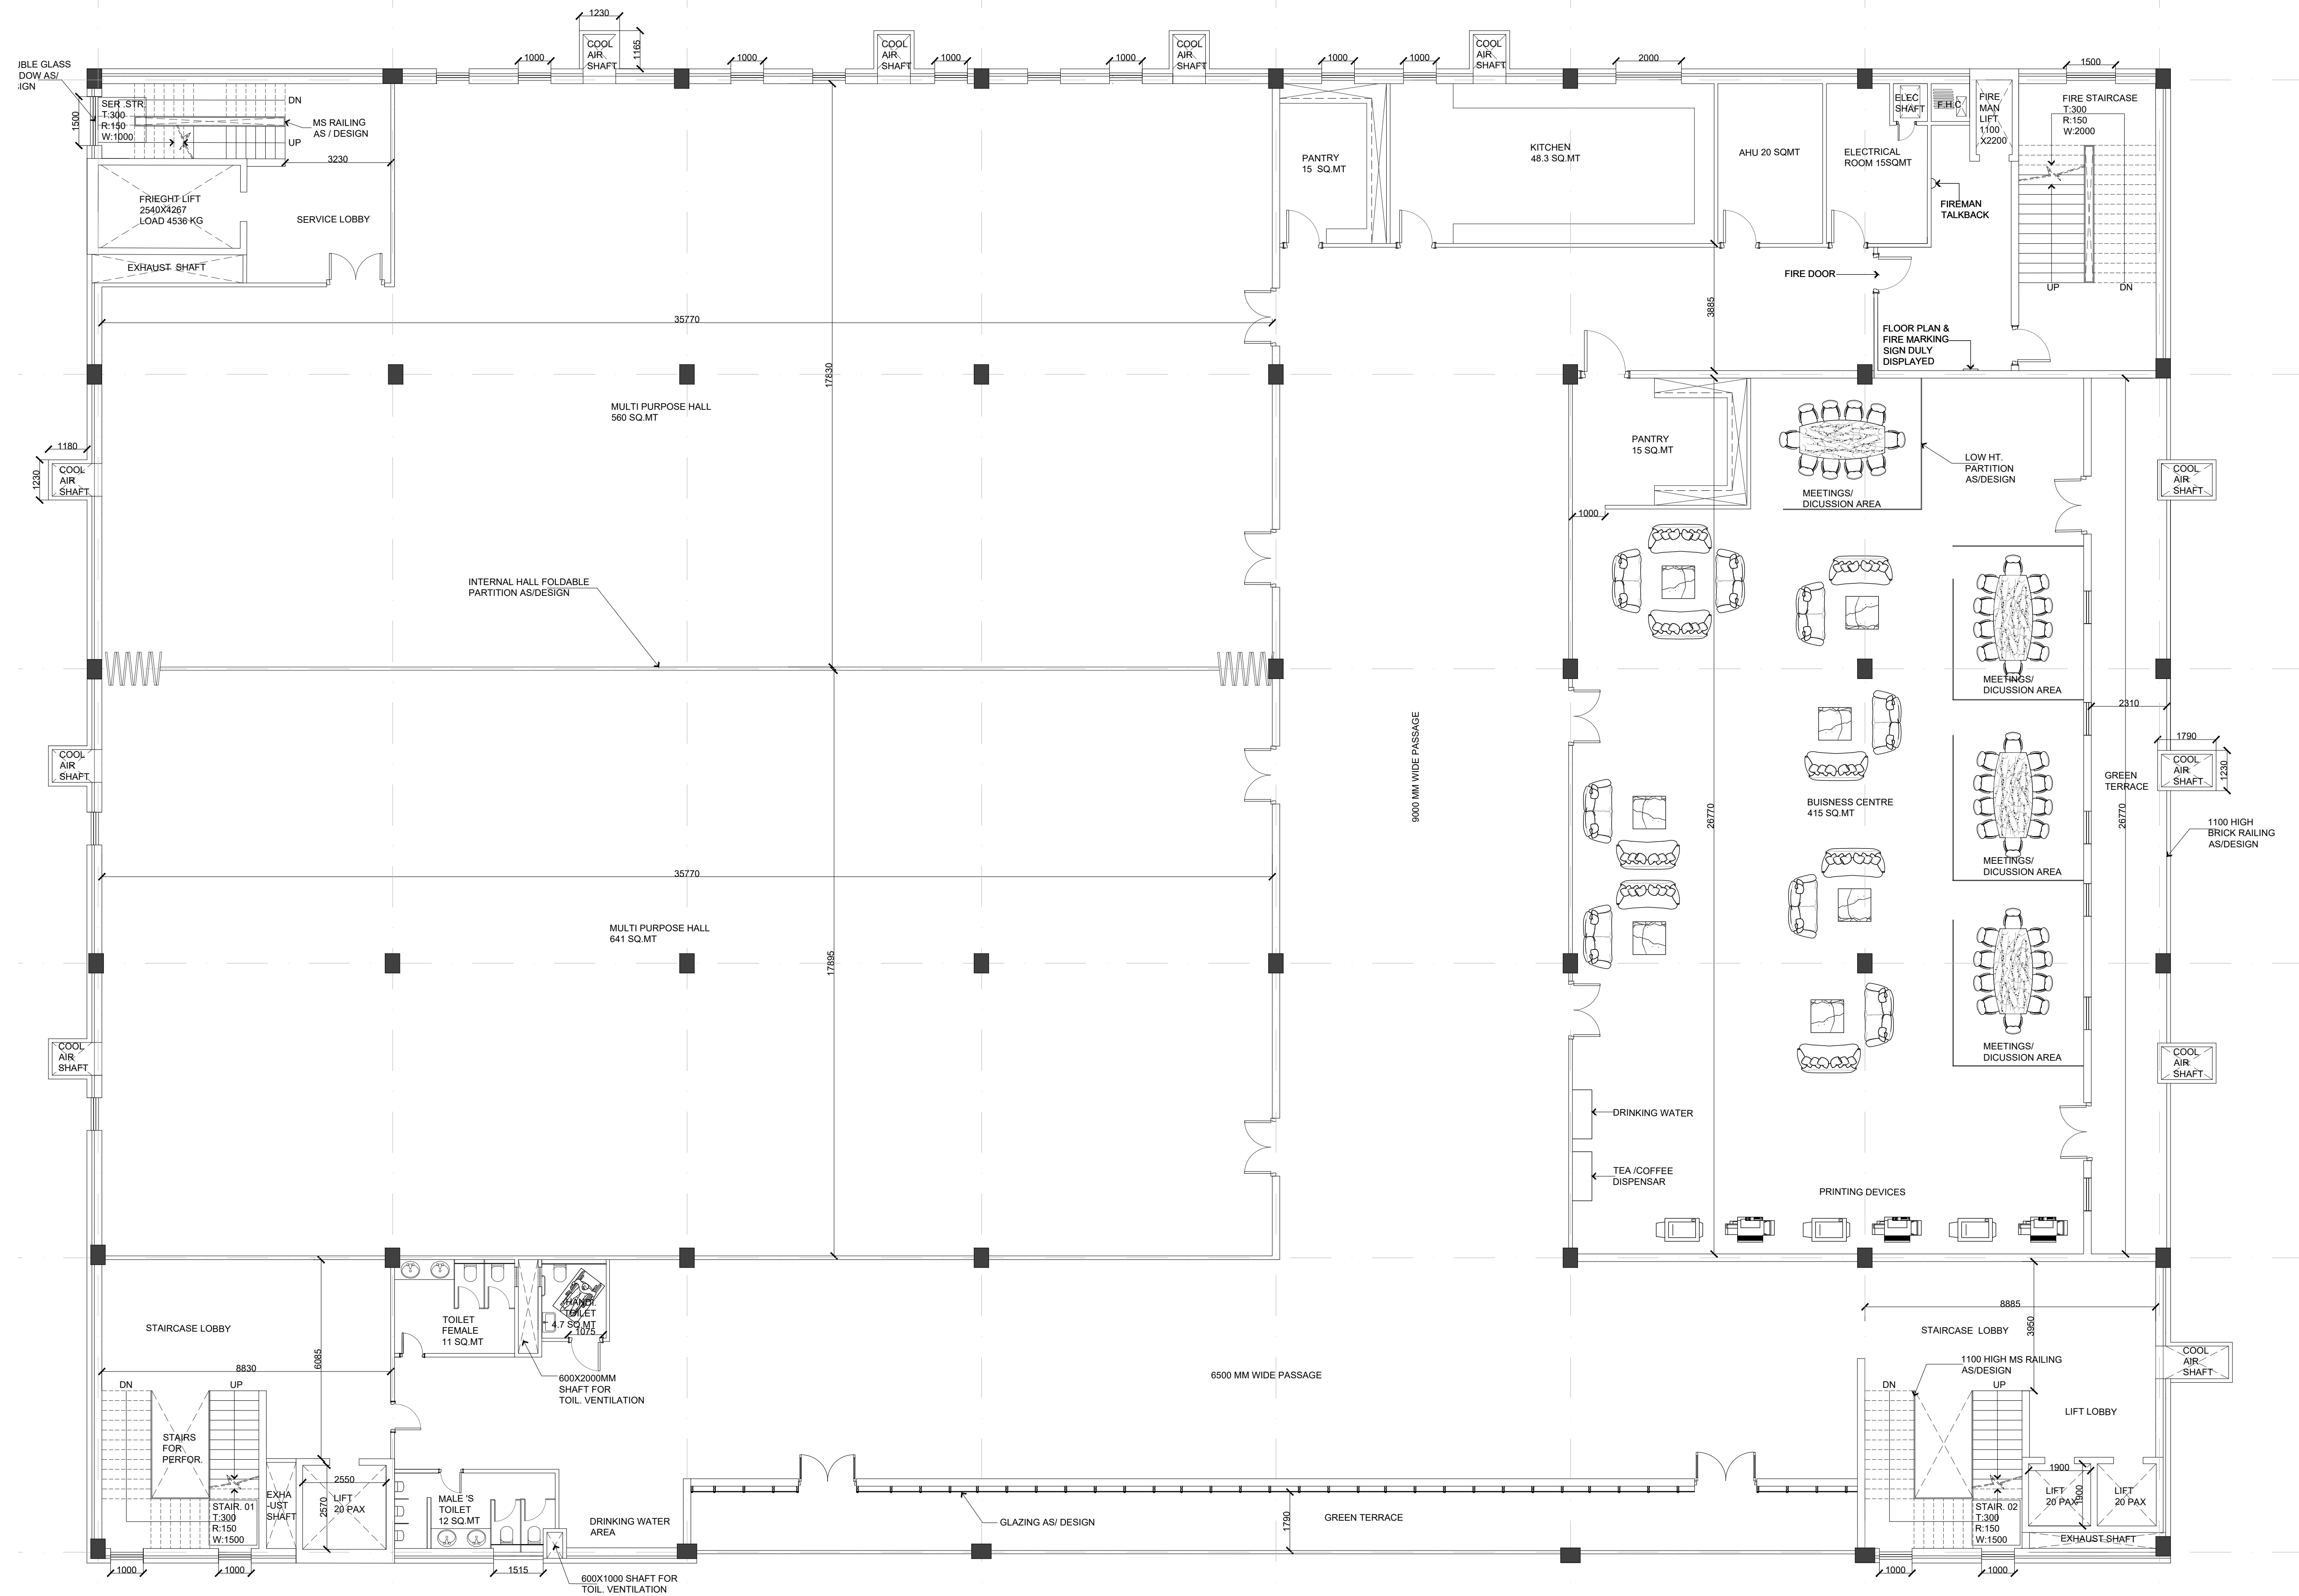 1230
COOL
AIR
SHAFT
1165
COOL
AIR
SHAFT
COOL
AIR
SHAFT
COOL
AIR
SHAFT
1000
1000
1000
1000
1000
1000
2000
1500
JBLE GLASS
DOW AS/
IGN
1500
SER .STR.
T:300
R:150
W:1000
DN
MS RAILING
AS / DESIGN
UP
3230
FRIEGHT LIFT
2540X4267
LOAD 4536 KG
SERVICE LOBBY
EXHAUST SHAFT
PANTRY
15 SQ.MT
KITCHEN
48.3 SQ.MT
AHU 20 SQMT
ELECTRICAL
ROOM 15SQMT
ELEC
SHAFT
F.H.C
FIRE
MAN
LIFT
1100
X2200
FIRE STAIRCASE
T:300
R:150
W:2000
FIREMAN
TALKBACK
FIRE DOOR
UP
DN
3885
FLOOR PLAN &
FIRE MARKING
SIGN DULY
DISPLAYED
35770
17830
MULTI PURPOSE HALL
560 SQ.MT
1180
1230
COOL
AIR
SHAFT
PANTRY
15 SQ.MT
1000
MEETINGS/
DICUSSION AREA
LOW HT.
PARTITION
AS/DESIGN
COOL
AIR
SHAFT
INTERNAL HALL FOLDABLE
PARTITION AS/DESIGN
MEETINGS/
DICUSSION AREA
2310
1790
1230
COOL
AIR
SHAFT
COOL
AIR
SHAFT
9000 MM WIDE PASSAGE
26770
BUISNESS CENTRE
415 SQ.MT
GREEN
TERRACE
26770
1100 HIGH
BRICK RAILING
AS/DESIGN
MEETINGS/
DICUSSION AREA
35770
MULTI PURPOSE HALL
641 SQ.MT
17895
COOL
AIR
SHAFT
MEETINGS/
DICUSSION AREA
COOL
AIR
SHAFT
DRINKING WATER
TEA /COFFEE
DISPENSAR
PRINTING DEVICES
STAIRCASE LOBBY
8830
6085
TOILET
FEMALE
11 SQ.MT
HANDI.
TOILET
4.7 SQ.MT
1075
600X2000MM
SHAFT FOR
TOIL. VENTILATION
6500 MM WIDE PASSAGE
8885
STAIRCASE LOBBY
3950
1100 HIGH MS RAILING
AS/DESIGN
COOL
AIR
SHAFT
DN
UP
DN
UP
LIFT LOBBY
STAIRS
FOR
PERFOR.
STAIR. 01
T:300
R:150
W:1500
EXHA
-UST
SHAFT
2550
2570
LIFT
20 PAX
MALE 'S
TOILET
12 SQ.MT
DRINKING WATER
AREA
GLAZING AS/ DESIGN
1790
GREEN TERRACE
STAIR. 02
T:300
R:150
W:1500
1900
1900
LIFT
20 PAX
LIFT
20 PAX
EXHAUST SHAFT
1000
1000
1515
600X1000 SHAFT FOR
TOIL. VENTILATION
1000
1000